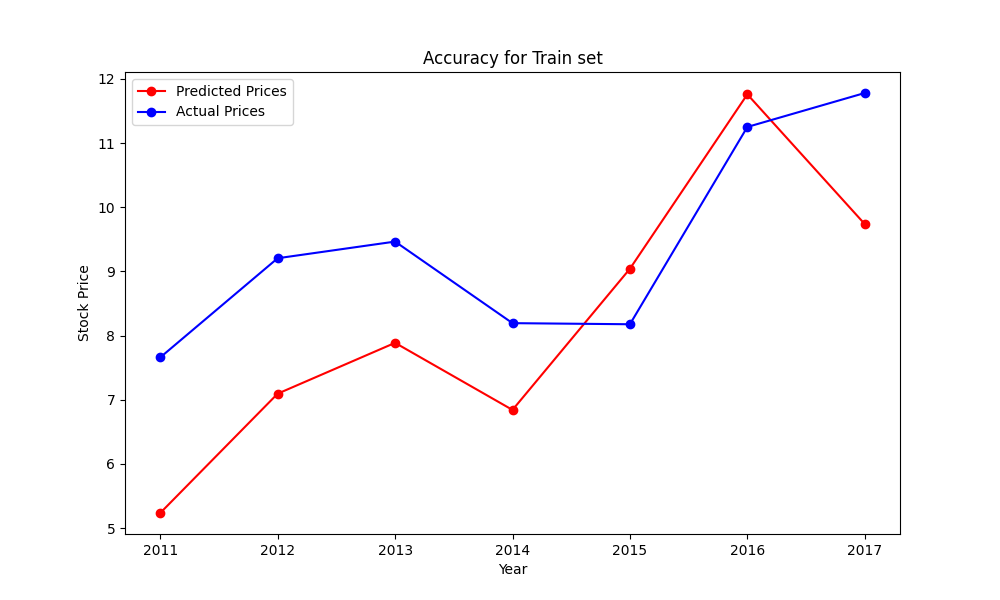 Accuracy for Train set
Predicted Prices
Actual Prices
12
11
10
9
8
7
6
5
Stock Price
2011 2012 2013 2014 2015 2016 2017
Year